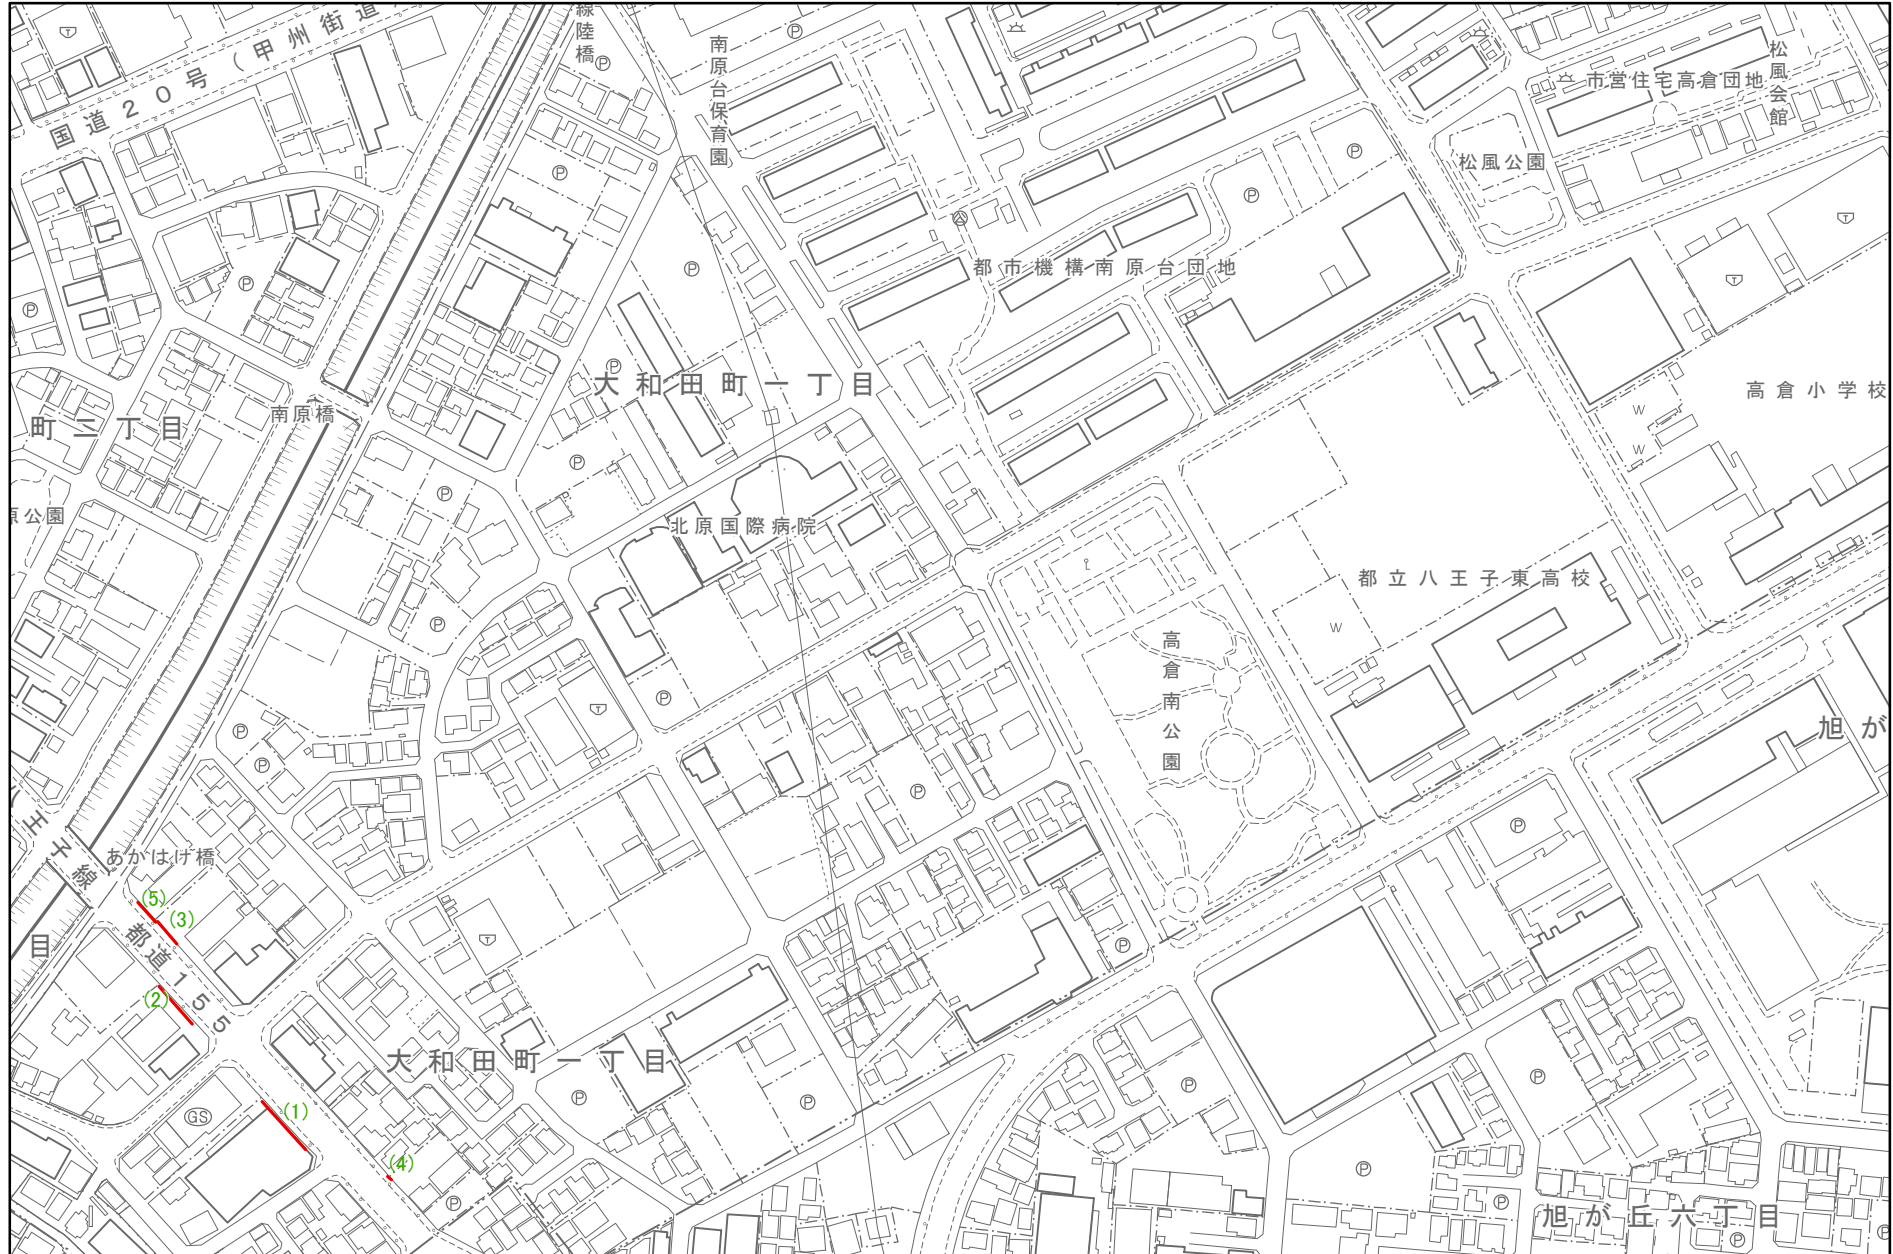 国道20号（甲州街道
線陸橋
南原台保育園
松風会館
市営住宅高倉団地
松風公園
都市機構南原台団地
大和田町一丁目
高倉小学校
南原橋
町二丁目
原公園
北原国際病院
都立八王子東高校
高倉南公園
旭が
王子線
あかはけ橋
(5)
(3)
都道155
目
(2)
大和田町一丁目
(1)
GS
(4)
旭が丘六丁目